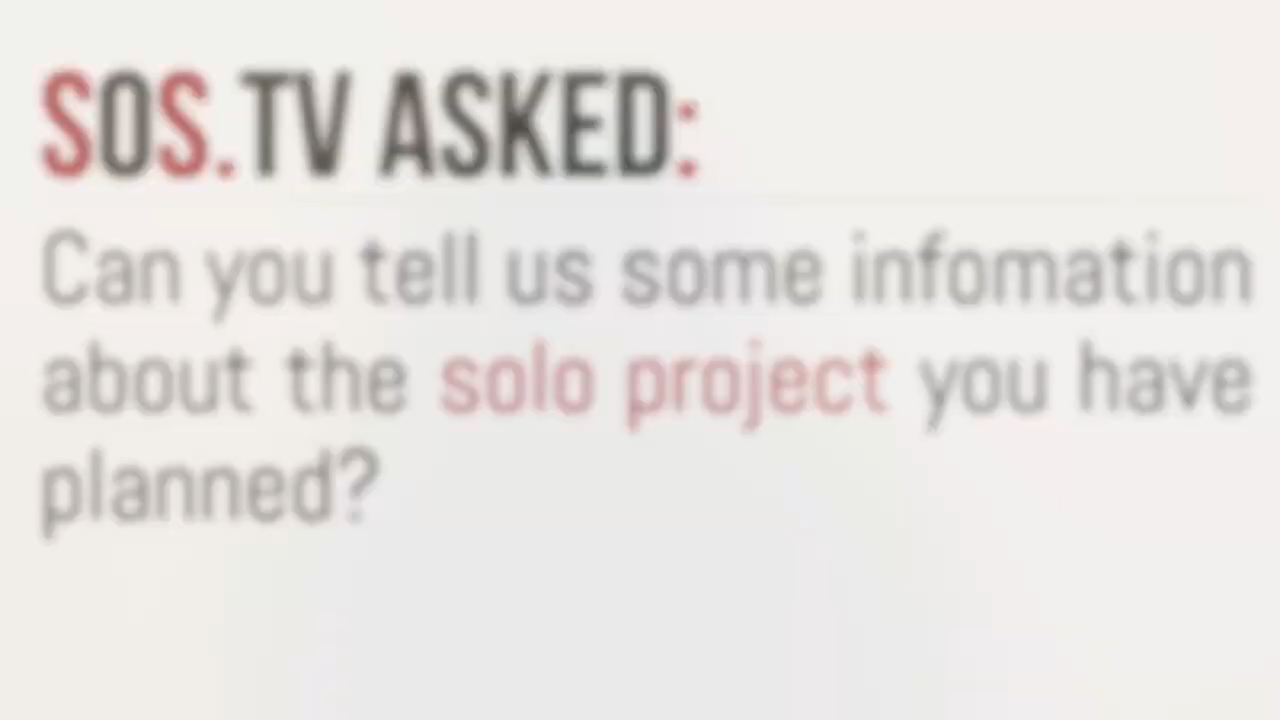 SOS.TV ASKED:
Can you tell us some infomation
about the solo project you have
planned?